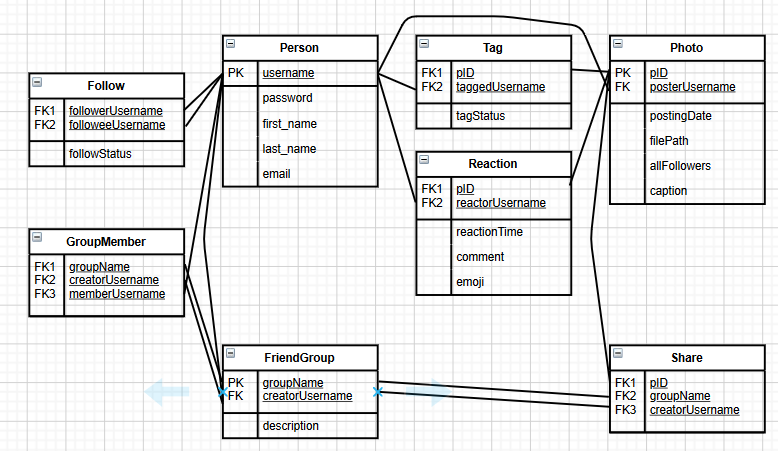 Person
PK username
password
first_name
last_name
email
Tag
FK1 pID
FK2 taggedUsername
tagStatus
Photo
PK pID
FK posterUsername
postingDate
filePath
allFollowers
caption
Follow
FK1 followerUsername
FK2 followeeUsername
followStatus
Reaction
FK1 pID
FK2 reactorUsername
reactionTime
comment
emoji
GroupMember
FK1 groupName
FK2 creatorUsername
FK3 memberUsername
FriendGroup
PK groupName
FK creatorUsername
description
Share
FK1 pID
FK2 groupName
FK3 creatorUsername